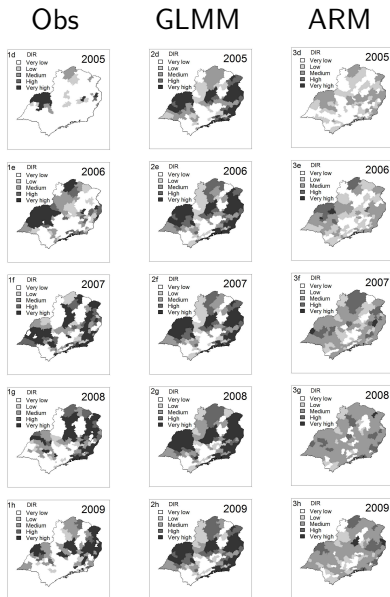 Obs GLMM ARM
1d DIR 2005
Very low
Low
Medium
High
Very high
2d DIR 2005
Very low
Low
Medium
High
Very high
3d DIR 2005
Very low
Low
Medium
High
Very high
1e DIR 2006
Very low
Low
Medium
High
Very high
2e DIR 2006
Very low
Low
Medium
High
Very high
3e DIR 2006
Very low
Low
Medium
High
Very high
1f DIR 2007
Very low
Low
Medium
High
Very high
2f DIR 2007
Very low
Low
Medium
High
Very high
3f DIR 2007
Very low
Low
Medium
High
Very high
1g DIR 2008
Very low
Low
Medium
High
Very high
2g DIR 2008
Very low
Low
Medium
High
Very high
3g DIR 2008
Very low
Low
Medium
High
Very high
1h DIR 2009
Very low
Low
Medium
High
Very high
2h DIR 2009
Very low
Low
Medium
High
Very high
3h DIR 2009
Very low
Low
Medium
High
Very high